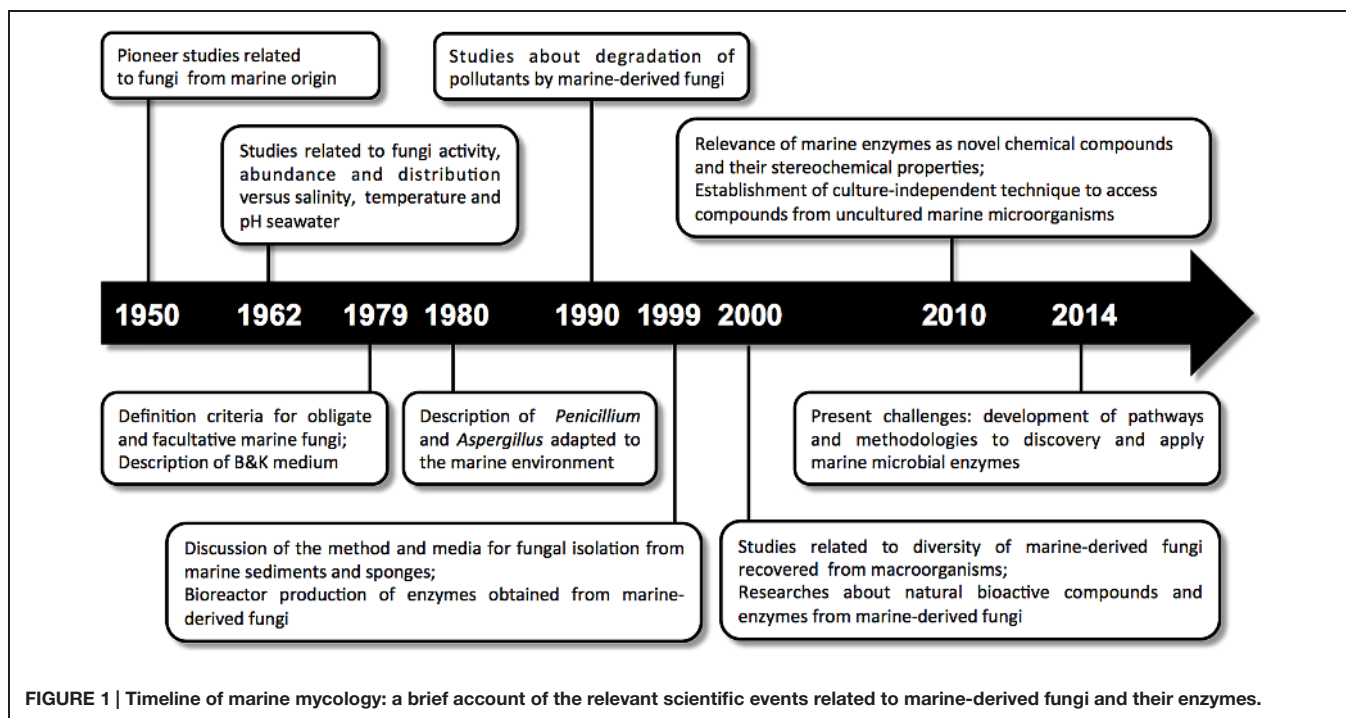 Pioneer studies related
to fungi from marine origin
Studies about degradation of
pollutants by marine-derived fungi
Studies related to fungi activity,
abundance and distribution
versus salinity, temperature and
pH seawater
Relevance of marine enzymes as novel chemical compounds
and their stereochemical properties;
Establishment of culture-independent technique to access
compounds from uncultured marine microorganisms
1950 1962 1979 1980 1990 1999 2000 2010 2014
Definition criteria for obligate
and facultative marine fungi;
Description of B&K medium
Description of Penicillium
and Aspergillus adapted to
the marine environment
Present challenges: development of pathways
and methodologies to discovery and apply
marine microbial enzymes
Discussion of the method and media for fungal isolation from
marine sediments and sponges;
Bioreactor production of enzymes obtained from marine-
derived fungi
Studies related to diversity of marine-derived fungi
recovered from macroorganisms;
Researches about natural bioactive compounds and
enzymes from marine-derived fungi
FIGURE 1 | Timeline of marine mycology: a brief account of the relevant scientific events related to marine-derived fungi and their enzymes.